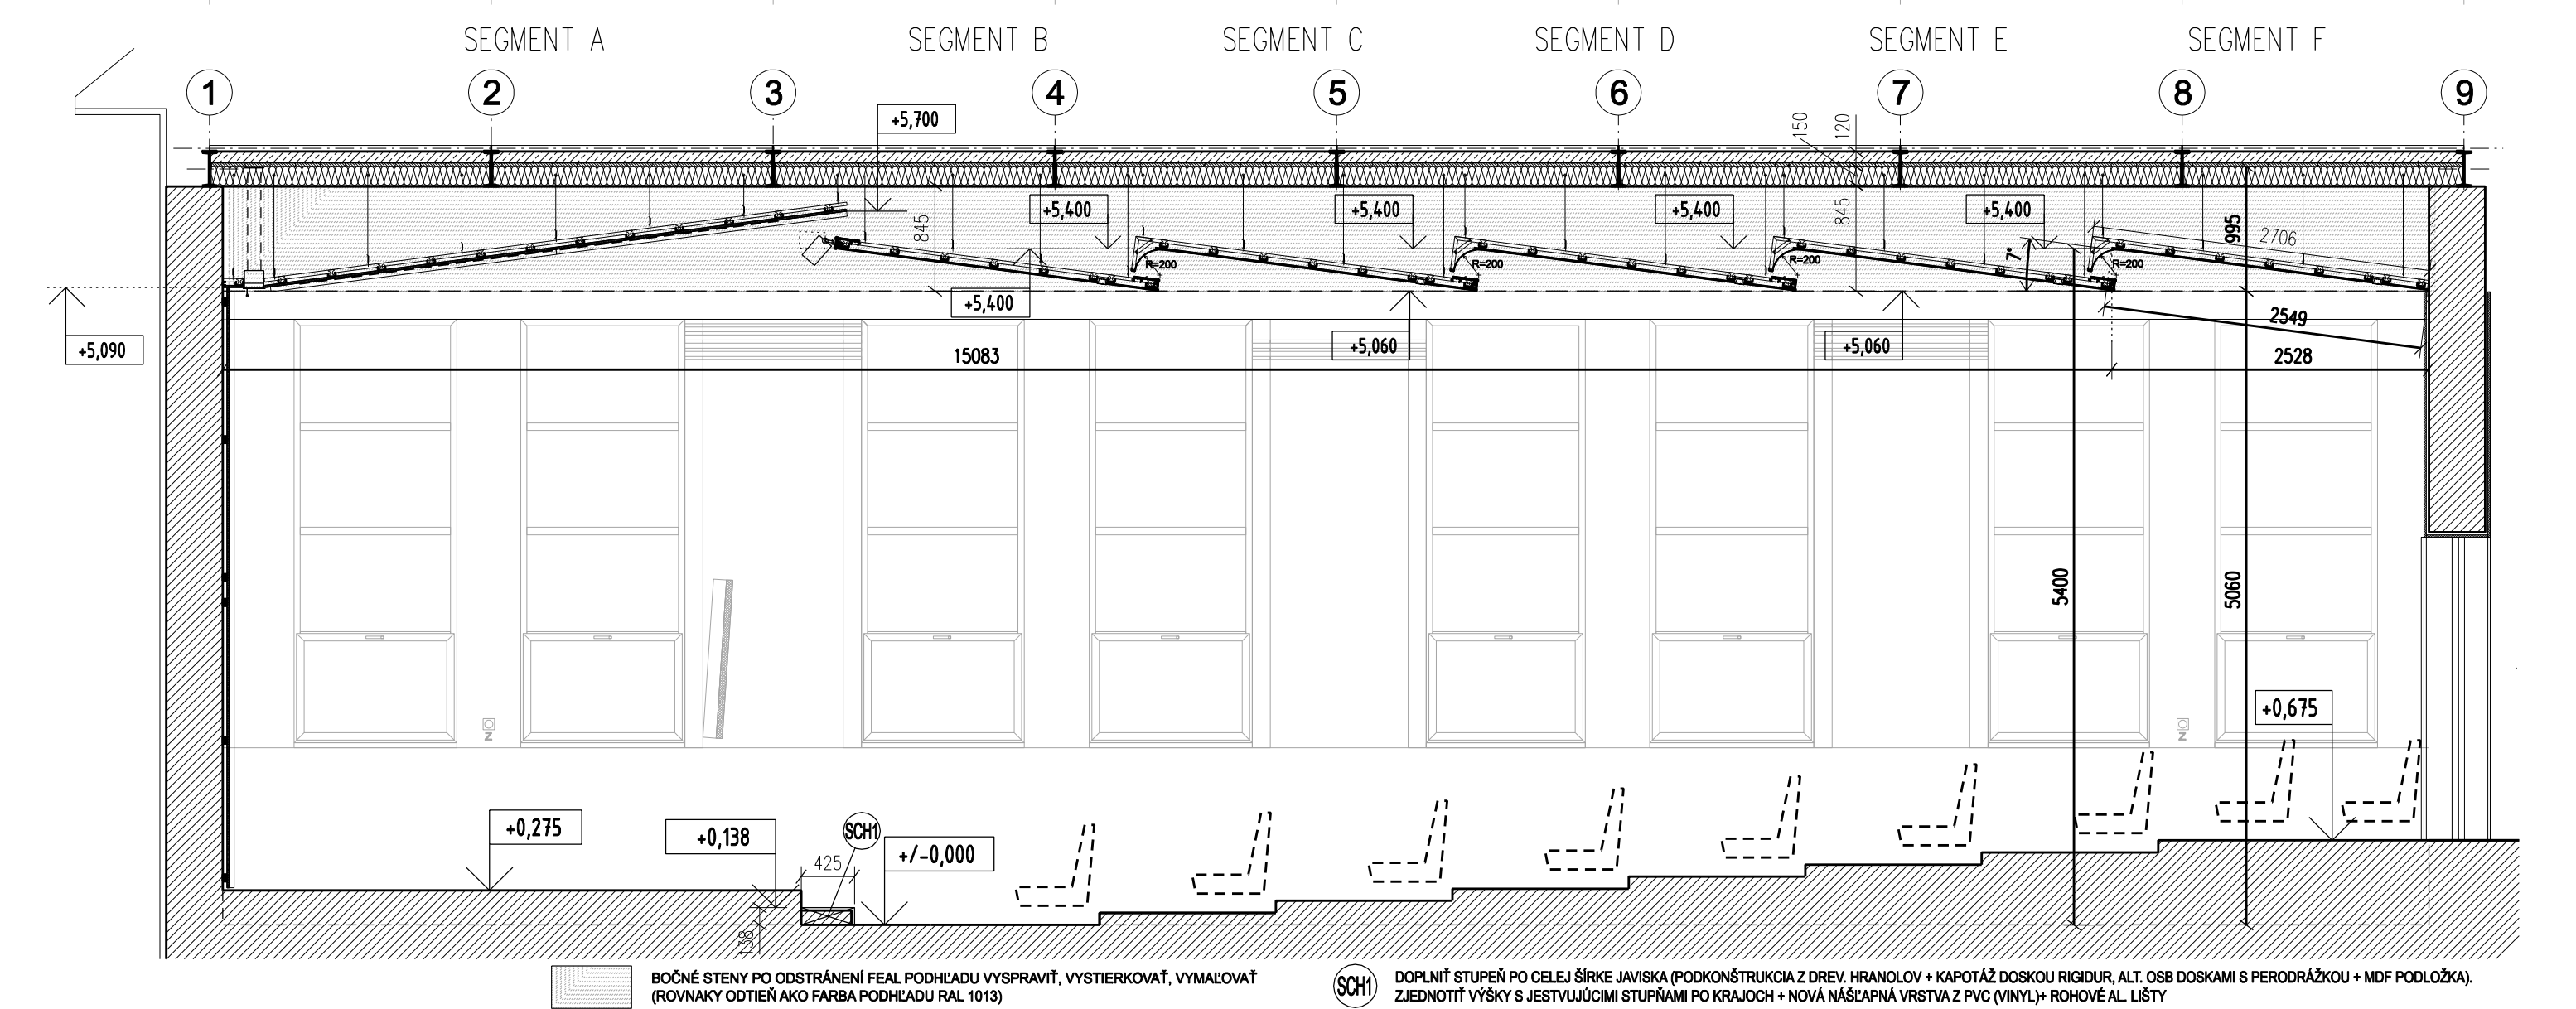 SEGMENT A SEGMENT B SEGMENT C SEGMENT D SEGMENT E SEGMENT F
1 2 3 4 5 6 7 8 9
+5,700
150 120
+5,400 +5,400 +5,400 +5,400
845 845 995 2706
7°
R=200 R=200 R=200 R=200
+5,400
+5,090
+5,060 +5,060
2549
15083 2528
5400 5060
+0,675
Z Z
+0,275 +0,138 SCH1 +/-0,000
425
138
BOČNÉ STENY PO ODSTRÁNENÍ FEAL PODHĽADU VYSPRAVIŤ, VYSTIERKOVAŤ, VYMAĽOVAŤ
(ROVNAKY ODTIEŇ AKO FARBA PODHĽADU RAL 1013)
SCH1
DOPLNIŤ STUPEŇ PO CELEJ ŠÍRKE JAVISKA (PODKONŠTRUKCIA Z DREV. HRANOLOV + KAPOTÁŽ DOSKOU RIGIDUR, ALT. OSB DOSKAMI S PERODRÁŽKOU + MDF PODLOŽKA).
ZJEDNOTIŤ VÝŠKY S JESTVUJÚCIMI STUPŇAMI PO KRAJOCH + NOVÁ NÁŠĽAPNÁ VRSTVA Z PVC (VINYL)+ ROHOVÉ AL. LIŠTY